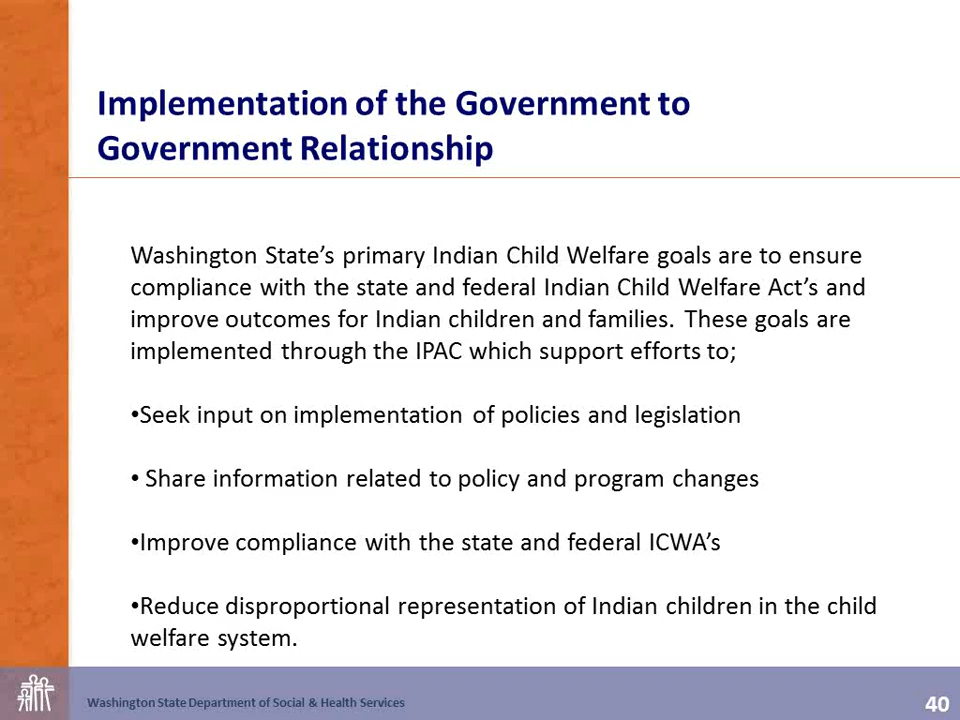 Implementation of the Government to
Government Relationship
Washington State’s primary Indian Child Welfare goals are to ensure
compliance with the state and federal Indian Child Welfare Act’s and
improve outcomes for Indian children and families. These goals are
implemented through the IPAC which support efforts to;
•Seek input on implementation of policies and legislation
• Share information related to policy and program changes
•Improve compliance with the state and federal ICWA’s
•Reduce disproportional representation of Indian children in the child
welfare system.
Washington State Department of Social & Health Services
40